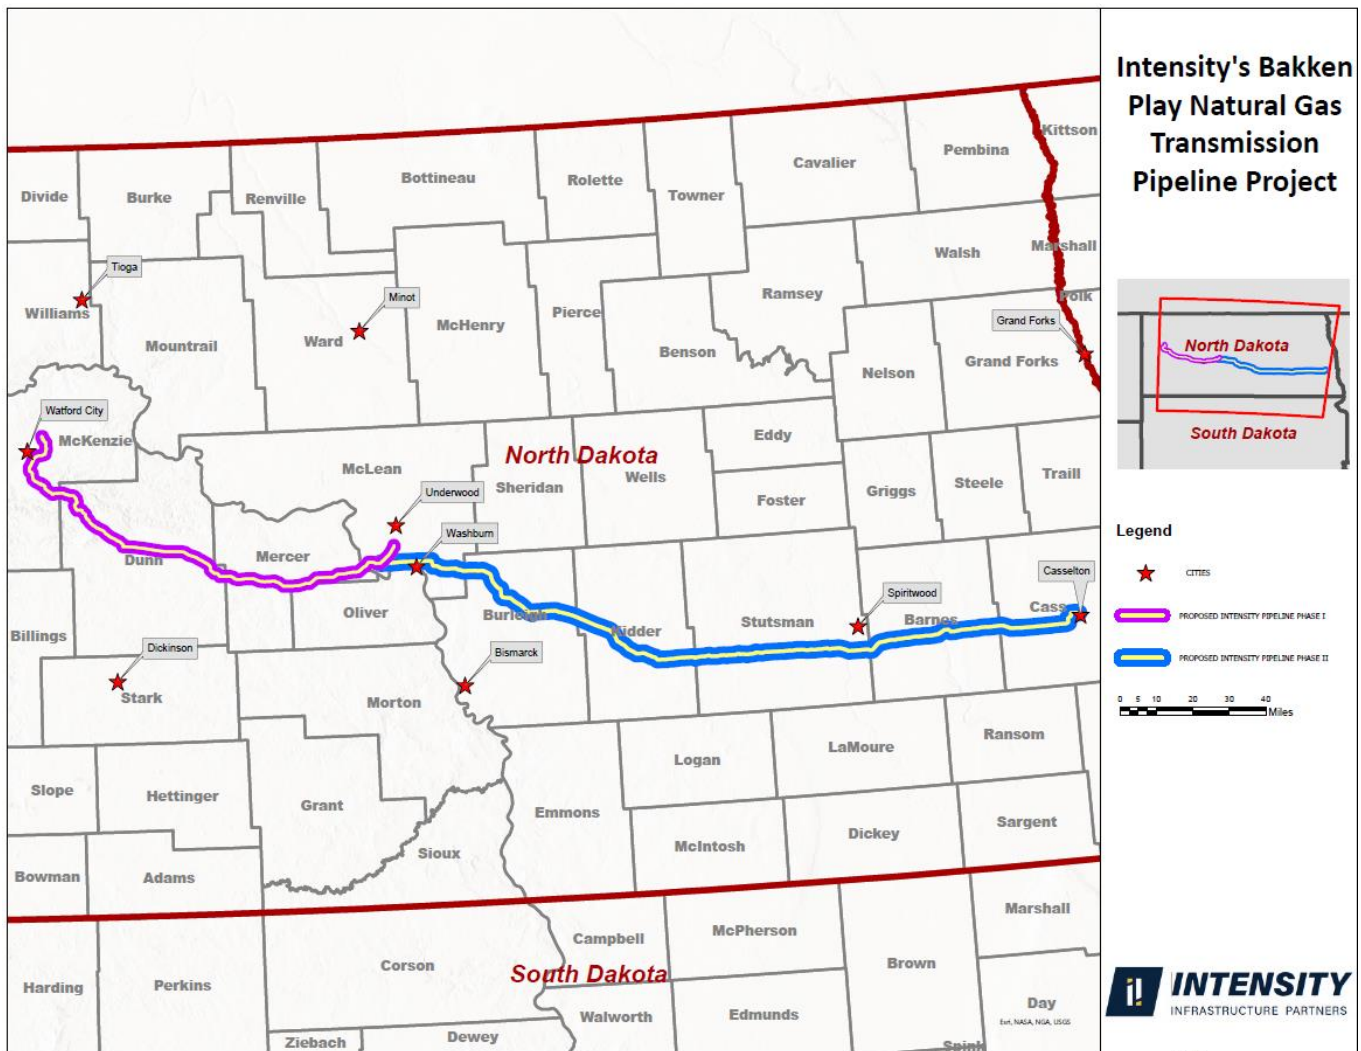 Intensity's Bakken
Play Natural Gas
Transmission
Pipeline Project
Kittson
Pembina
Cavalier
Bottineau
Rolette
Towner
Divide
Burke
Renville
Walsh
Marshall
Polk
Tioga
Williams
Minot
Ward
McHenry
Pierce
Ramsey
Mountrail
Benson
Grand Forks
Grand Forks
Nelson
Watford City
McKenzie
McLean
North Dakota
Sheridan
Wells
Eddy
Foster
Griggs
Steele
Traill
Underwood
Washburn
Dunn
Mercer
Oliver
Burleigh
Kidder
Stutsman
Spiritwood
Barnes
Cass
Casselton
Billings
Dickinson
Stark
Bismarck
Morton
Logan
LaMoure
Ransom
Slope
Hettinger
Grant
Emmons
McIntosh
Dickey
Sargent
Sioux
Bowman
Adams
Marshall
Campbell
McPherson
Corson
South Dakota
Brown
Harding
Perkins
Walworth
Edmunds
Day
Esri, NASA, NGA, USGS
Ziebach
Dewey
Spink
North Dakota
South Dakota
Legend
CITIES
PROPOSED INTENSITY PIPELINE PHASE I
PROPOSED INTENSITY PIPELINE PHASE II
0 5 10 20 30 40
Miles
INTENSITY
INFRASTRUCTURE PARTNERS